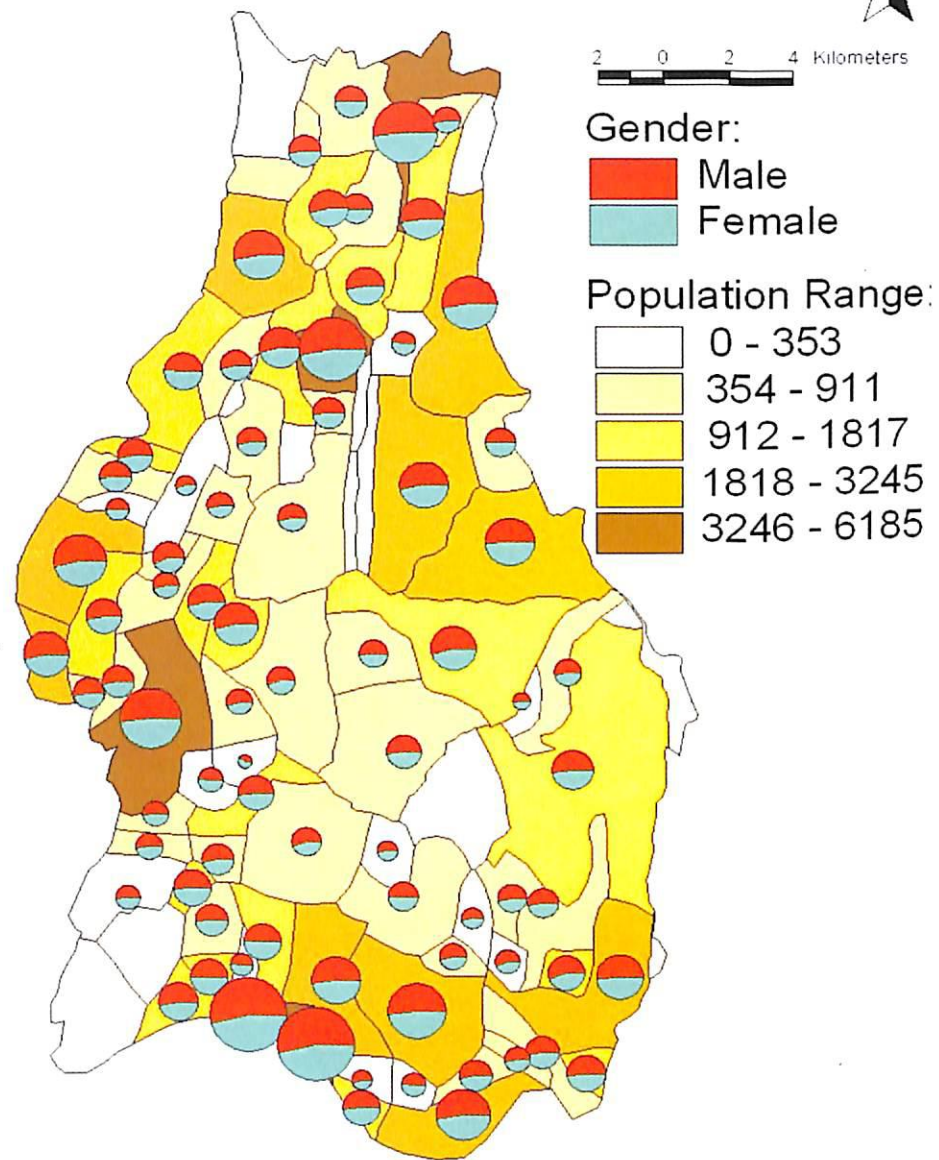 2 0 2 4 Kilometers
Gender:
Male
Female
Population Range:
0 - 353
354 - 911
912 - 1817
1818 - 3245
3246 - 6185